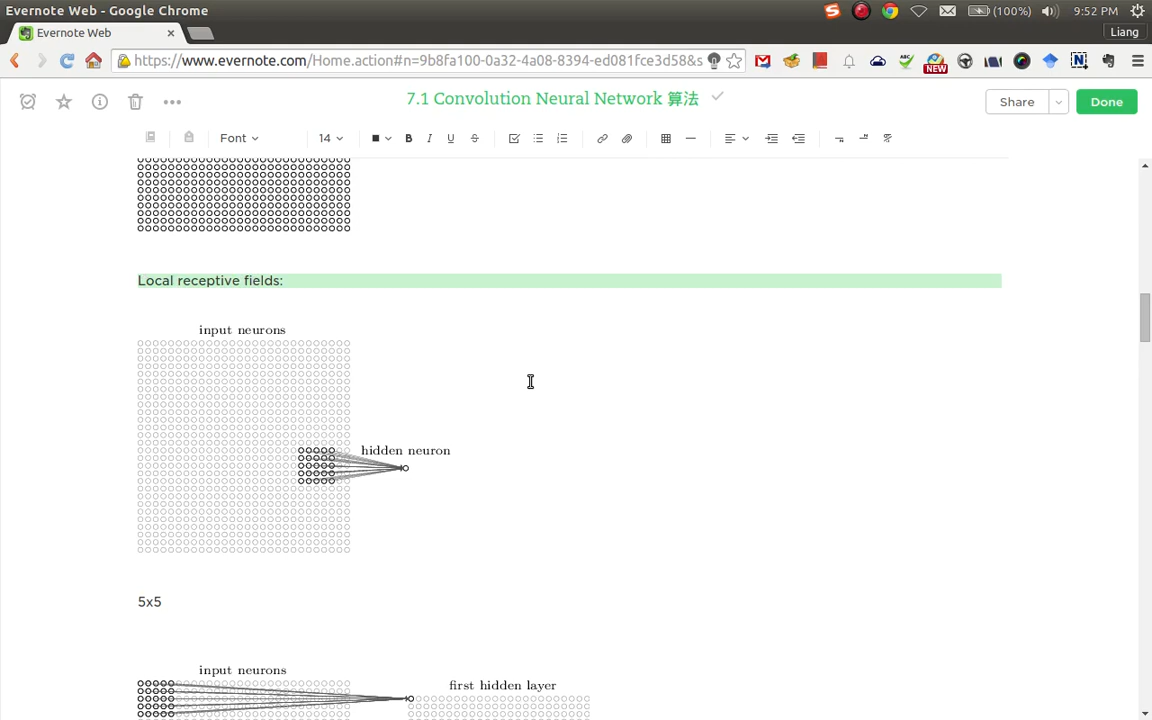 Evernote Web - Google Chrome
(100%)
9:52 PM
Evernote Web
Liang
https://www.evernote.com/Home.action#n=9b8fa100-0a32-4a08-8394-ed081fce3d58&s
NEW
7.1 Convolution Neural Network 算法
Share
Done
Font
14
B
I
U
S
Local receptive fields:
input neurons
hidden neuron
5x5
input neurons
first hidden layer